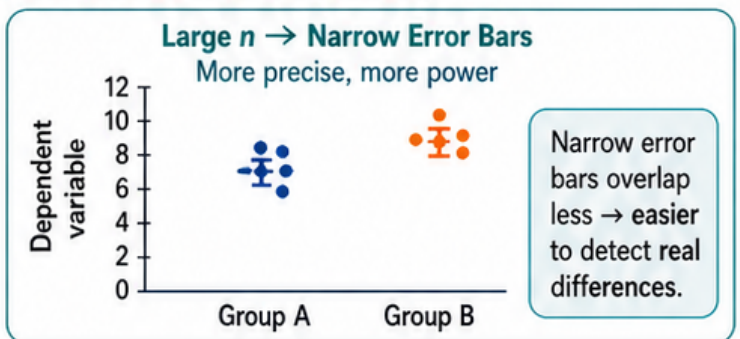 Large n → Narrow Error Bars
More precise, more power
Dependent
variable
12
10
8
6
4
2
0
Group A
Group B
Narrow error
bars overlap
less → easier
to detect real
differences.